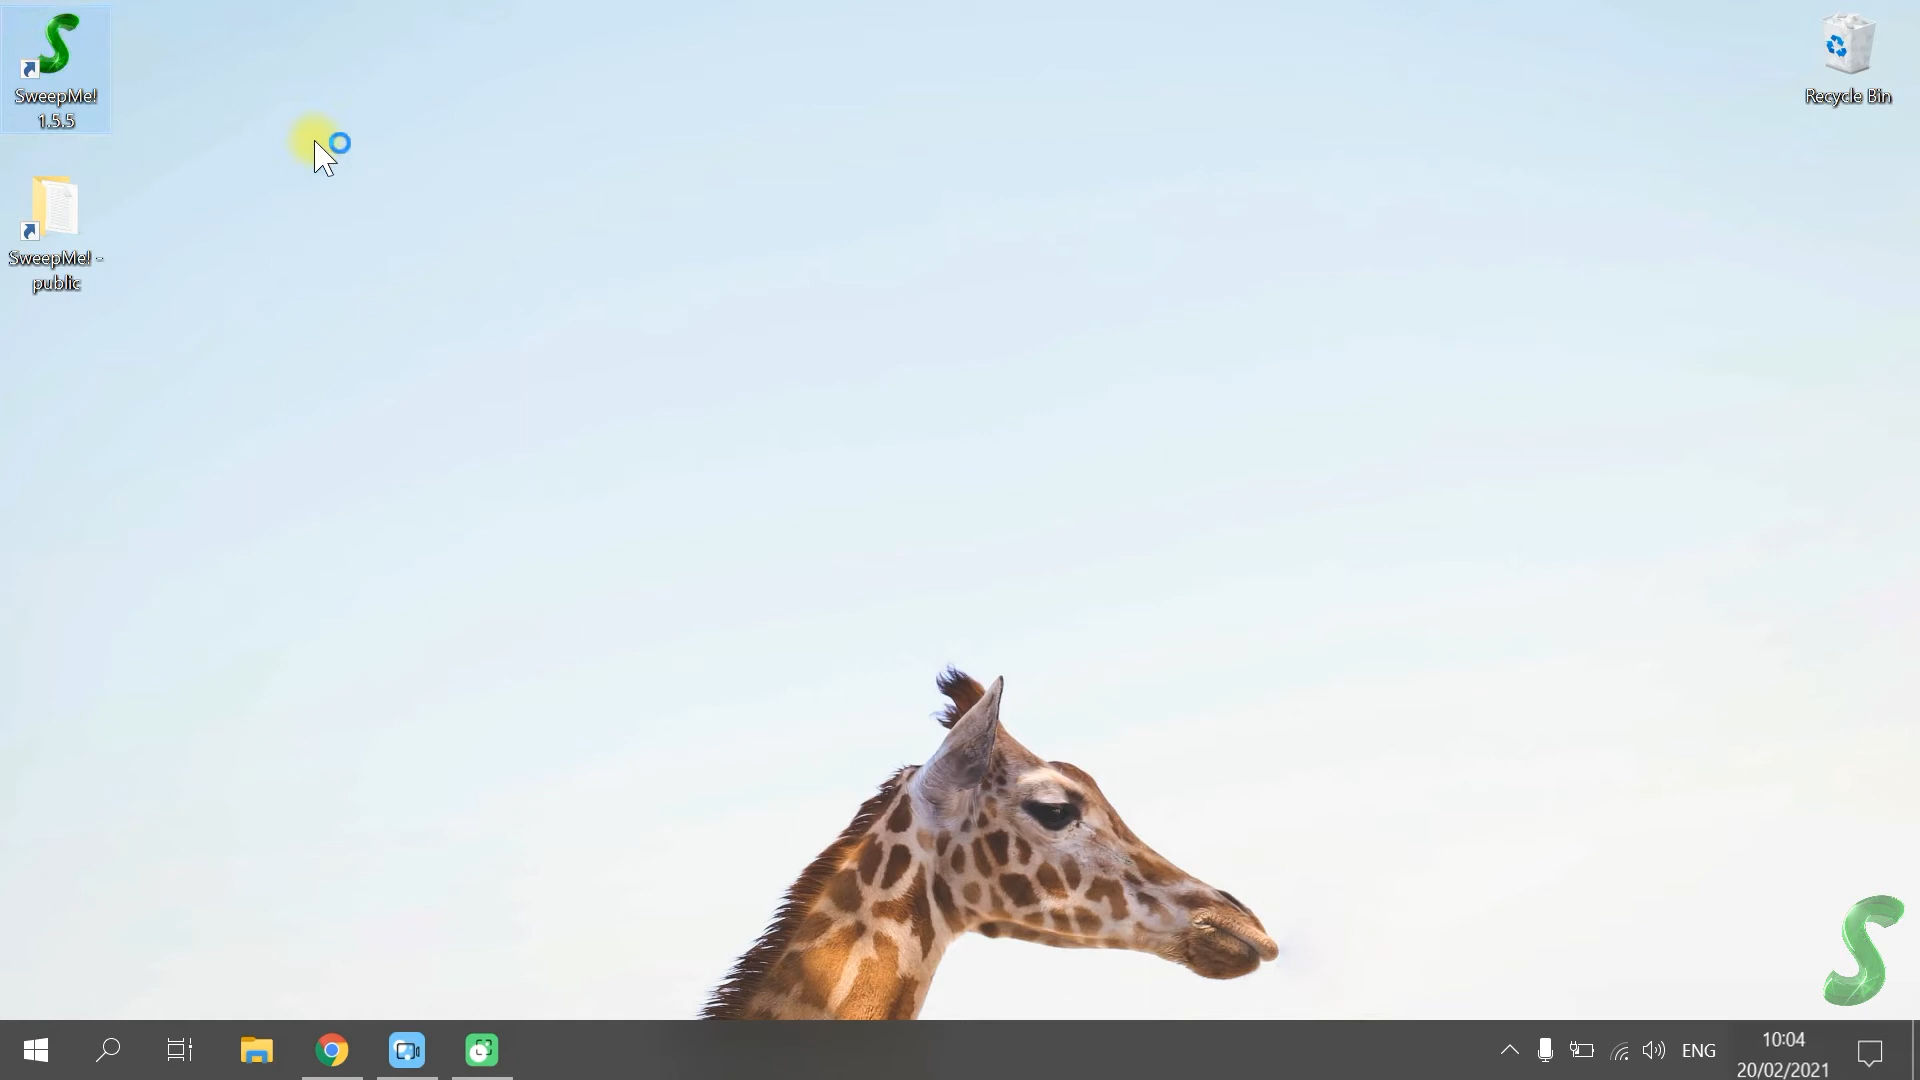 SweepMe!
1.5.5
SweepMe! -
public
Recycle Bin
ENG
10:04
20/02/2021